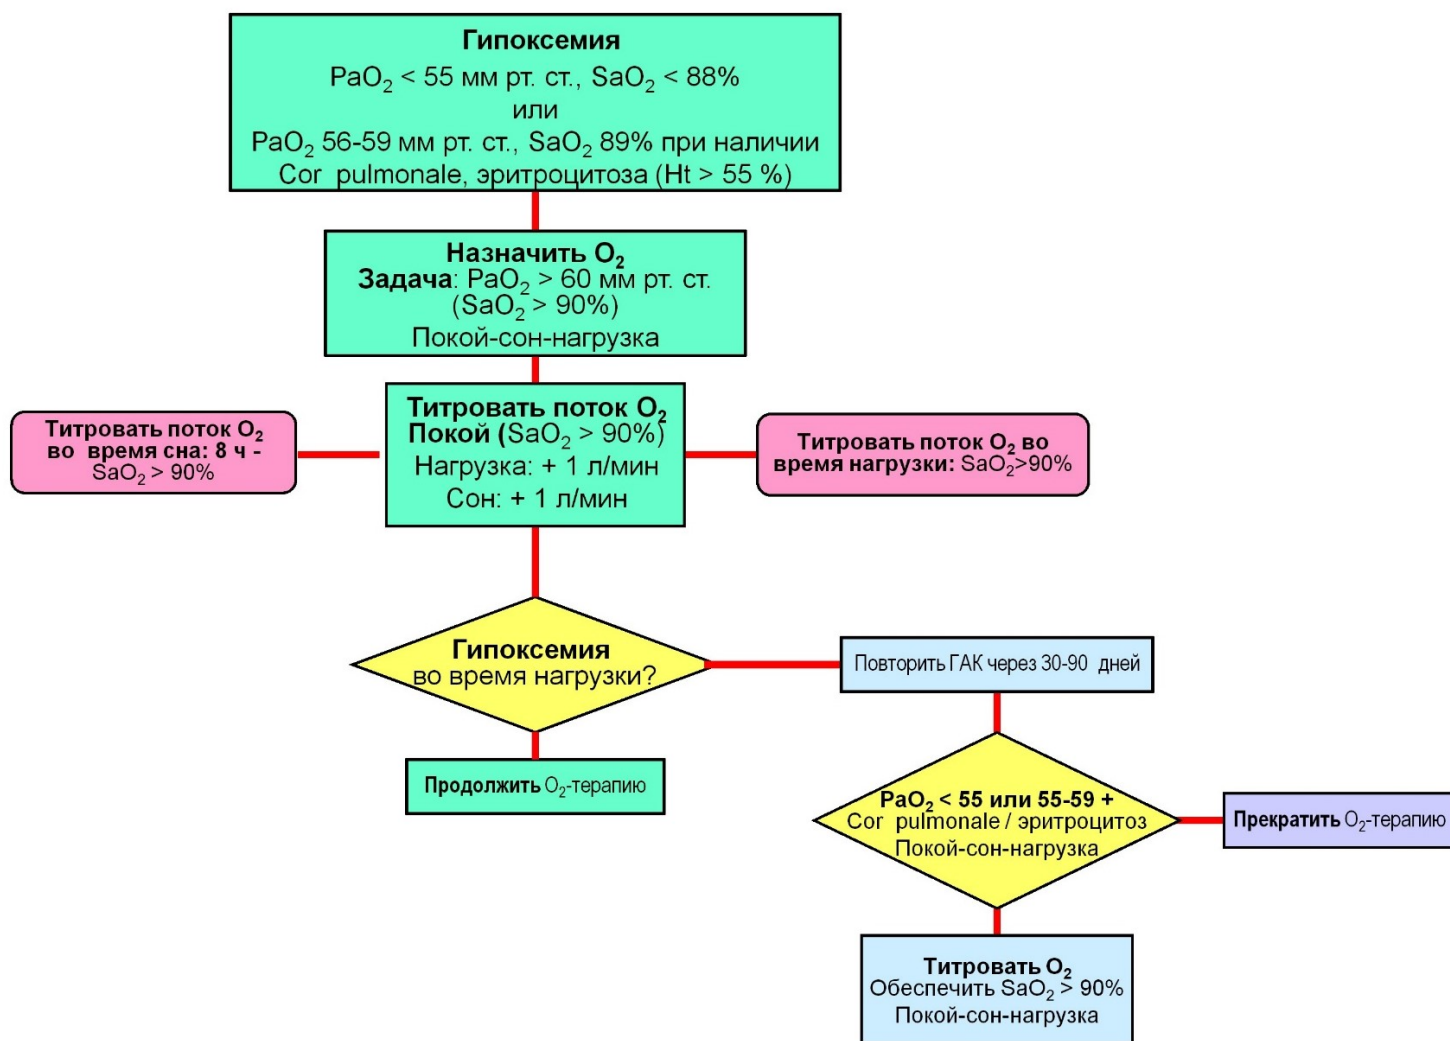 Гипоксемия
PaO₂ < 55 мм рт. ст., SaO₂ < 88%
или
PaO₂ 56-59 мм рт. ст., SaO₂ 89% при наличии
Cor pulmonale, эритроцитоза (Ht > 55 %)
Назначить O₂
Задача: PaO₂ > 60 мм рт. ст.
(SaO₂ > 90%)
Покой-сон-нагрузка
Титровать поток O₂
во время сна: 8 ч -
SaO₂ > 90%
Титровать поток O₂
Покой (SaO₂ > 90%)
Нагрузка: + 1 л/мин
Сон: + 1 л/мин
Титровать поток O₂ во
время нагрузки: SaO₂>90%
Гипоксемия
во время нагрузки?
Повторить ГАК через 30-90 дней
Продолжить O₂-терапию
PaO₂ < 55 или 55-59 +
Cor pulmonale / эритроцитоз
Покой-сон-нагрузка
Прекратить O₂-терапию
Титровать O₂
Обеспечить SaO₂ > 90%
Покой-сон-нагрузка